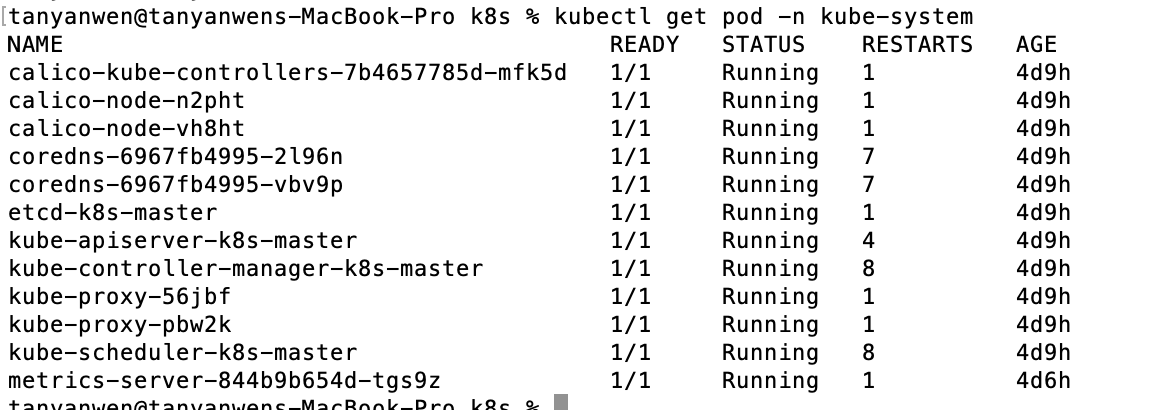 [tanyanwen@tanyanwens-MacBook-Pro k8s % kubectl get pod -n kube-system
NAME READY STATUS RESTARTS AGE
calico-kube-controllers-7b4657785d-mfk5d 1/1 Running 1 4d9h
calico-node-n2pht 1/1 Running 1 4d9h
calico-node-vh8ht 1/1 Running 1 4d9h
coredns-6967fb4995-2l96n 1/1 Running 7 4d9h
coredns-6967fb4995-vbv9p 1/1 Running 7 4d9h
etcd-k8s-master 1/1 Running 1 4d9h
kube-apiserver-k8s-master 1/1 Running 4 4d9h
kube-controller-manager-k8s-master 1/1 Running 8 4d9h
kube-proxy-56jbf 1/1 Running 1 4d9h
kube-proxy-pbw2k 1/1 Running 1 4d9h
kube-scheduler-k8s-master 1/1 Running 8 4d9h
metrics-server-844b9b654d-tgs9z 1/1 Running 1 4d6h
tanyanwen@tanyanwens-MacBook-Pro k8s %